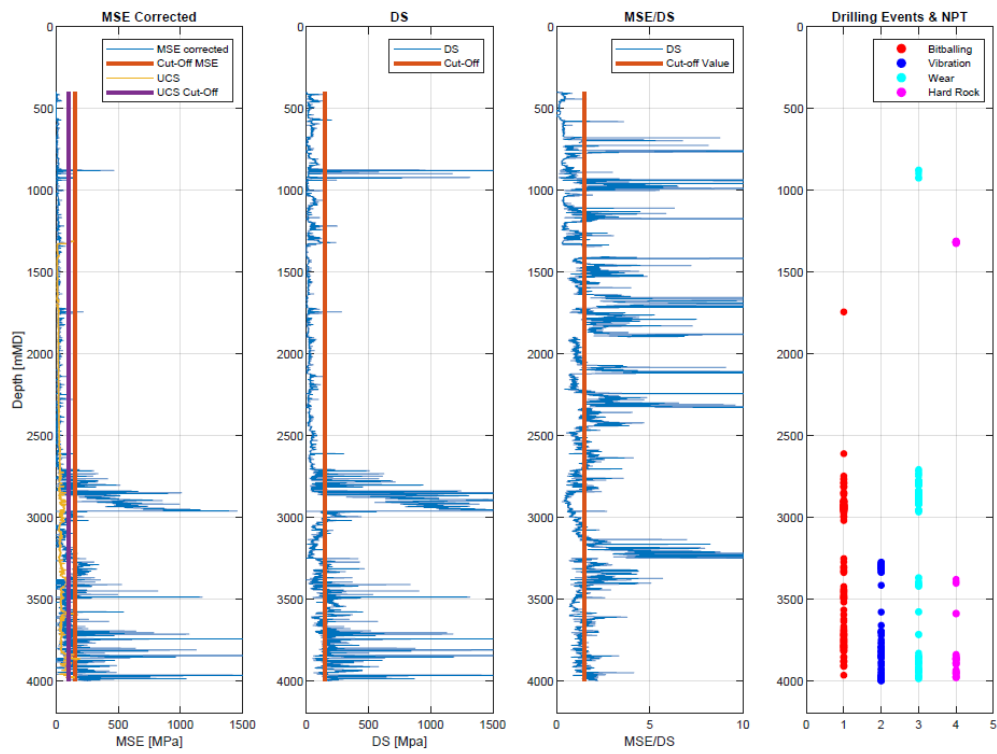 MSE Corrected
DS
MSE/DS
Drilling Events & NPT
MSE corrected
Cut-Off MSE
UCS
UCS Cut-Off
DS
Cut-Off
DS
Cut-off Value
Bitballing
Vibration
Wear
Hard Rock
Depth [mMD]
0
500
1000
1500
2000
2500
3000
3500
4000
0
500
1000
1500
2000
2500
3000
3500
4000
0
500
1000
1500
2000
2500
3000
3500
4000
0
500
1000
1500
2000
2500
3000
3500
4000
0 500 1000 1500
0 500 1000 1500
0 5 10
0 1 2 3 4 5
MSE [MPa]
DS [Mpa]
MSE/DS